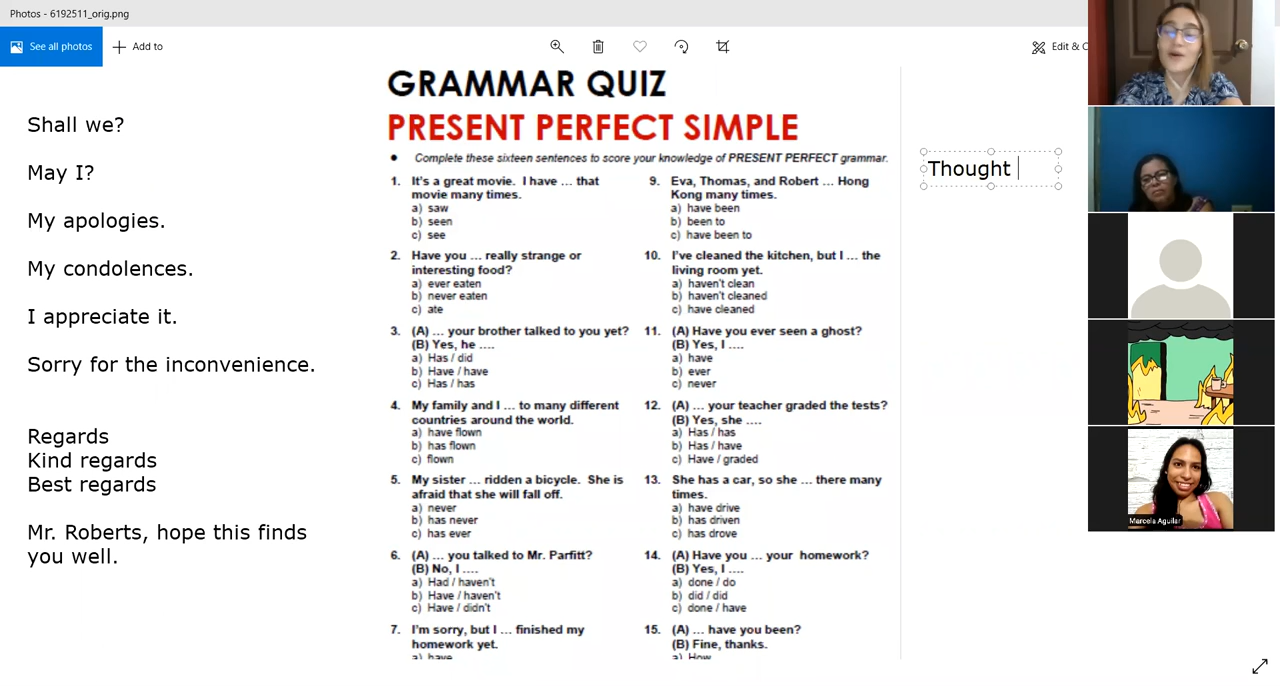 Photos - 6192511_orig.png
See all photos
Add to
Edit & C
Shall we?
May I?
My apologies.
My condolences.
I appreciate it.
Sorry for the inconvenience.
Regards
Kind regards
Best regards
Mr. Roberts, hope this finds
you well.
GRAMMAR QUIZ
PRESENT PERFECT SIMPLE
• Complete these sixteen sentences to score your knowledge of PRESENT PERFECT grammar.
1. It's a great movie. I have ... that
movie many times.
a) saw
b) seen
c) see
2. Have you ... really strange or
interesting food?
a) ever eaten
b) never eaten
c) ate
3. (A) ... your brother talked to you yet?
(B) Yes, he ....
a) Has / did
b) Have / have
c) Has / has
4. My family and I ... to many different
countries around the world.
a) have flown
b) has flown
c) flown
5. My sister ... ridden a bicycle. She is
afraid that she will fall off.
a) never
b) has never
c) has ever
6. (A) ... you talked to Mr. Parfitt?
(B) No, I ....
a) Had / haven't
b) Have / haven't
c) Have / didn't
7. I'm sorry, but I ... finished my
homework yet.
a) have
9. Eva, Thomas, and Robert ... Hong
Kong many times.
a) have been
b) been to
c) have been to
10. I've cleaned the kitchen, but I ... the
living room yet.
a) haven't clean
b) haven't cleaned
c) have cleaned
11. (A) Have you ever seen a ghost?
(B) Yes, I ....
a) have
b) ever
c) never
12. (A) ... your teacher graded the tests?
(B) Yes, she ....
a) Has / has
b) Has / have
c) Have / graded
13. She has a car, so she ... there many
times.
a) have drive
b) has driven
c) has drove
14. (A) Have you ... your homework?
(B) Yes, I ....
a) done / do
b) did / did
c) done / have
15. (A) ... have you been?
(B) Fine, thanks.
a) How
Thought
Marcela Aguilar